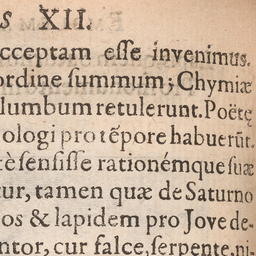 s XII.
cceptam esse invenimus.
ordine summum; Chymiæ
lumbum retulerunt. Poëtę
ologi pro tẽpore habuerũt.
tè sensisse rationémque suæ
ur, tamen quæ de Saturno
os & lapidem pro Jove de-
ntor, cur falce, serpente, ni-